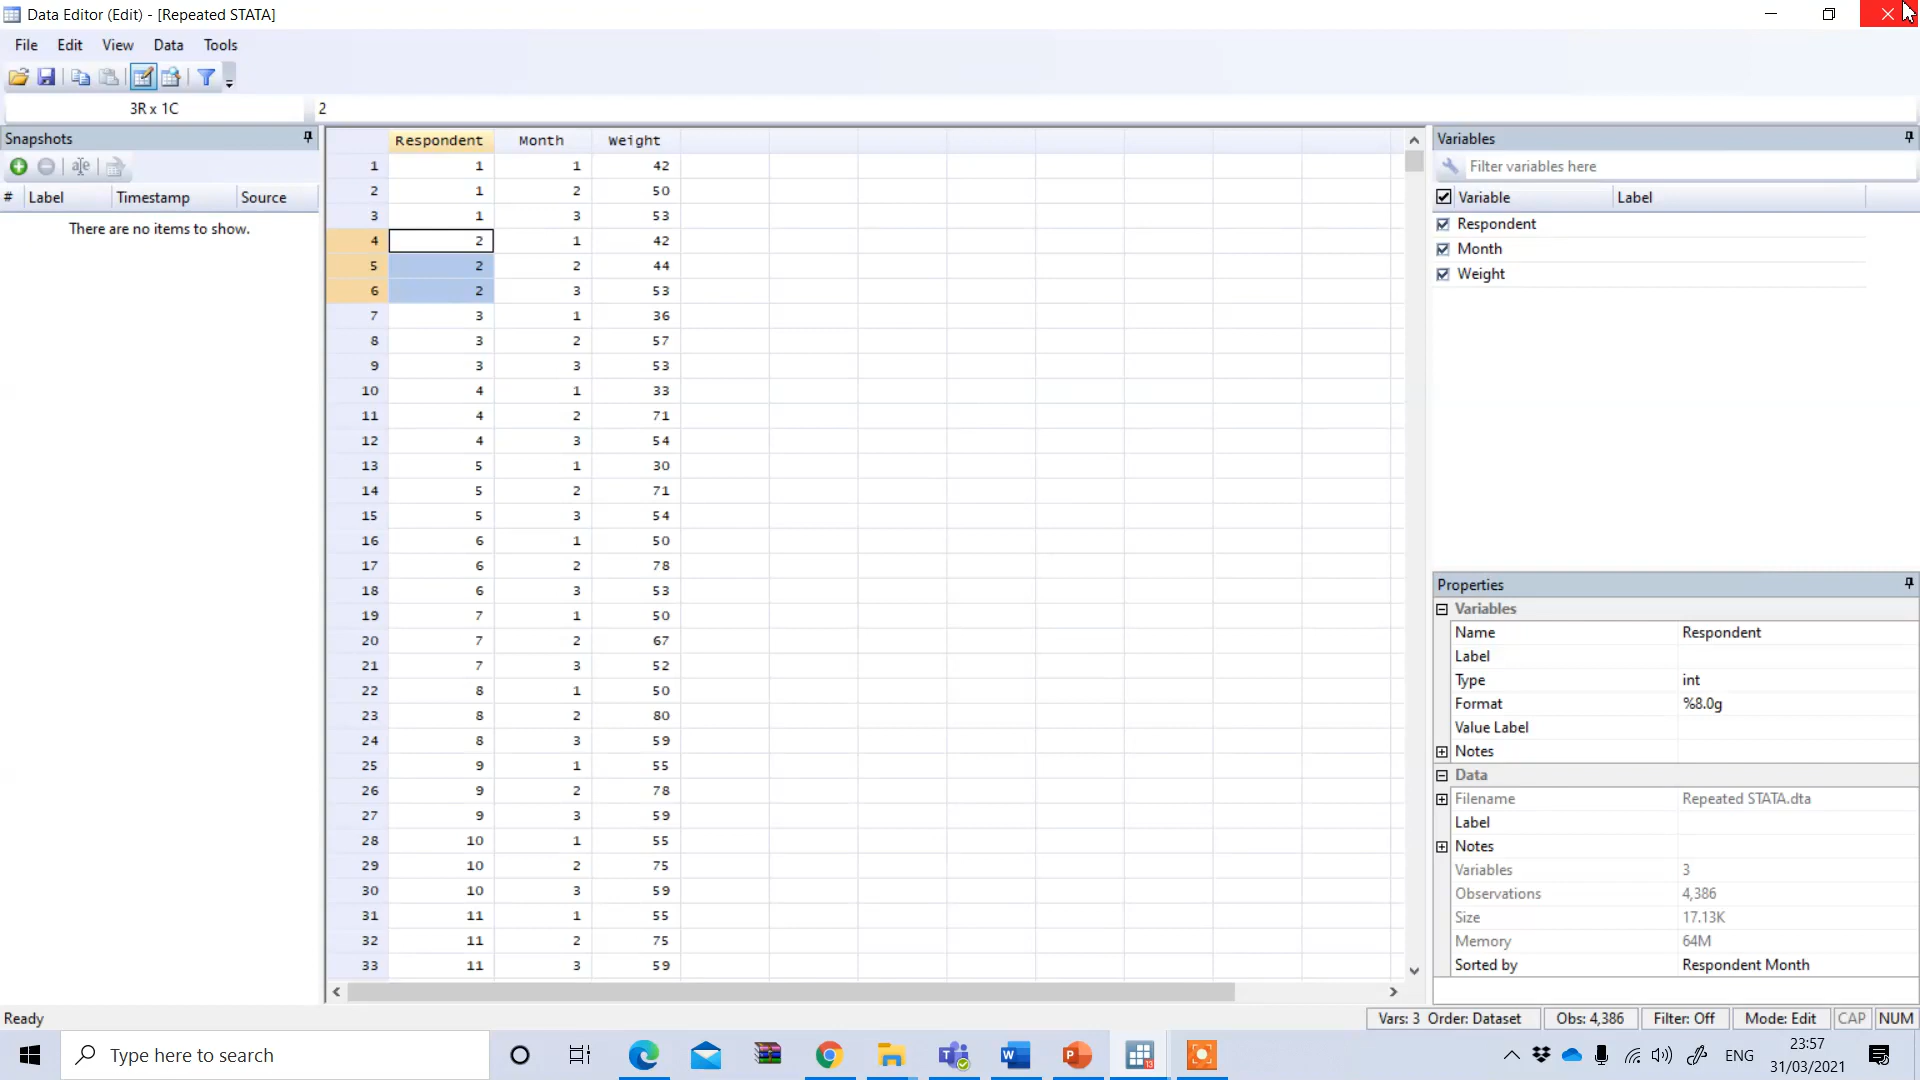 Data Editor (Edit) - [Repeated STATA]
File Edit View Data Tools
3R x 1C 2
Snapshots
# Label Timestamp Source
There are no items to show.
Respondent Month Weight
1 1 1 42
2 1 2 50
3 1 3 53
4 2 1 42
5 2 2 44
6 2 3 53
7 3 1 36
8 3 2 57
9 3 3 53
10 4 1 33
11 4 2 71
12 4 3 54
13 5 1 30
14 5 2 71
15 5 3 54
16 6 1 50
17 6 2 78
18 6 3 53
19 7 1 50
20 7 2 67
21 7 3 52
22 8 1 50
23 8 2 80
24 8 3 59
25 9 1 55
26 9 2 78
27 9 3 59
28 10 1 55
29 10 2 75
30 10 3 59
31 11 1 55
32 11 2 75
33 11 3 59
Variables
Filter variables here
Variable Label
Respondent
Month
Weight
Properties
Variables
Name Respondent
Label
Type int
Format %8.0g
Value Label
Notes
Data
Filename Repeated STATA.dta
Label
Notes
Variables 3
Observations 4,386
Size 17.13K
Memory 64M
Sorted by Respondent Month
Ready
Vars: 3 Order: Dataset Obs: 4,386 Filter: Off Mode: Edit CAP NUM
Type here to search
ENG
23:57
31/03/2021